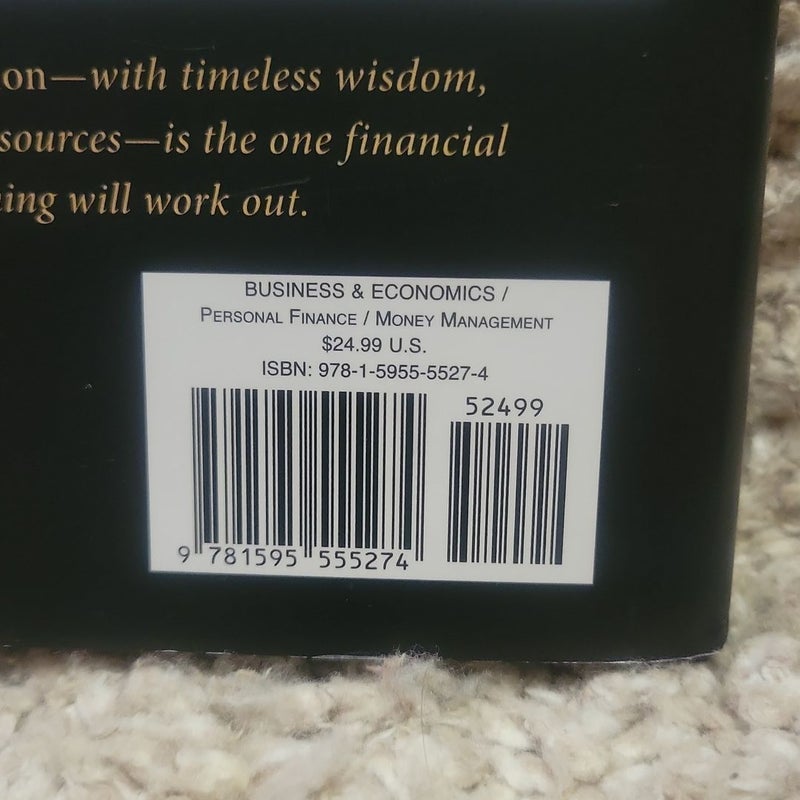 on—with timeless wisdom,
sources—is the one financial
ing will work out.
BUSINESS & ECONOMICS /
PERSONAL FINANCE / MONEY MANAGEMENT
$24.99 U.S.
ISBN: 978-1-5955-5527-4
52499
9 781595 555274